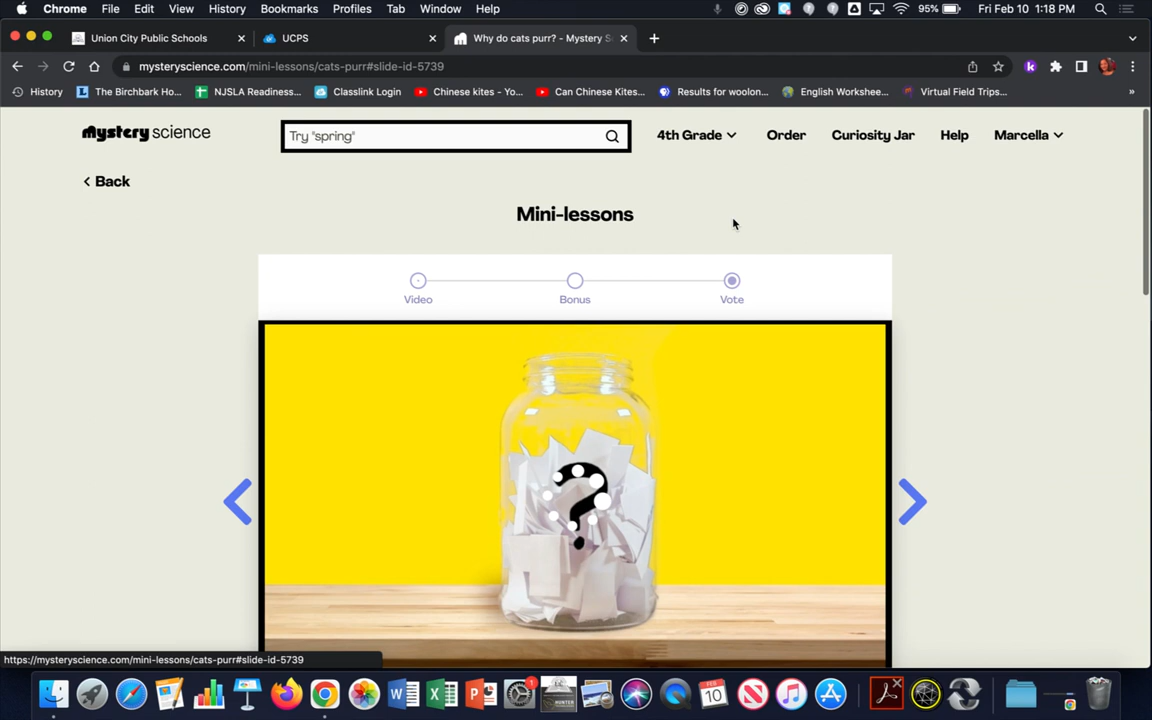 Chrome File Edit View History Bookmarks Profiles Tab Window Help 95% Fri Feb 10 1:18 PM
Union City Public Schools UCPS Why do cats purr? - Mystery S
mysteryscience.com/mini-lessons/cats-purr#slide-id-5739
History The Birchbark Ho... NJSLA Readiness... Classlink Login Chinese kites - Yo... Can Chinese Kites... Results for woolon... English Workshee... Virtual Field Trips... »
Mystery science Try "spring" 4th Grade Order Curiosity Jar Help Marcella
Back
Mini-lessons
Video Bonus Vote
?
https://mysteryscience.com/mini-lessons/cats-purr#slide-id-5739
1
10